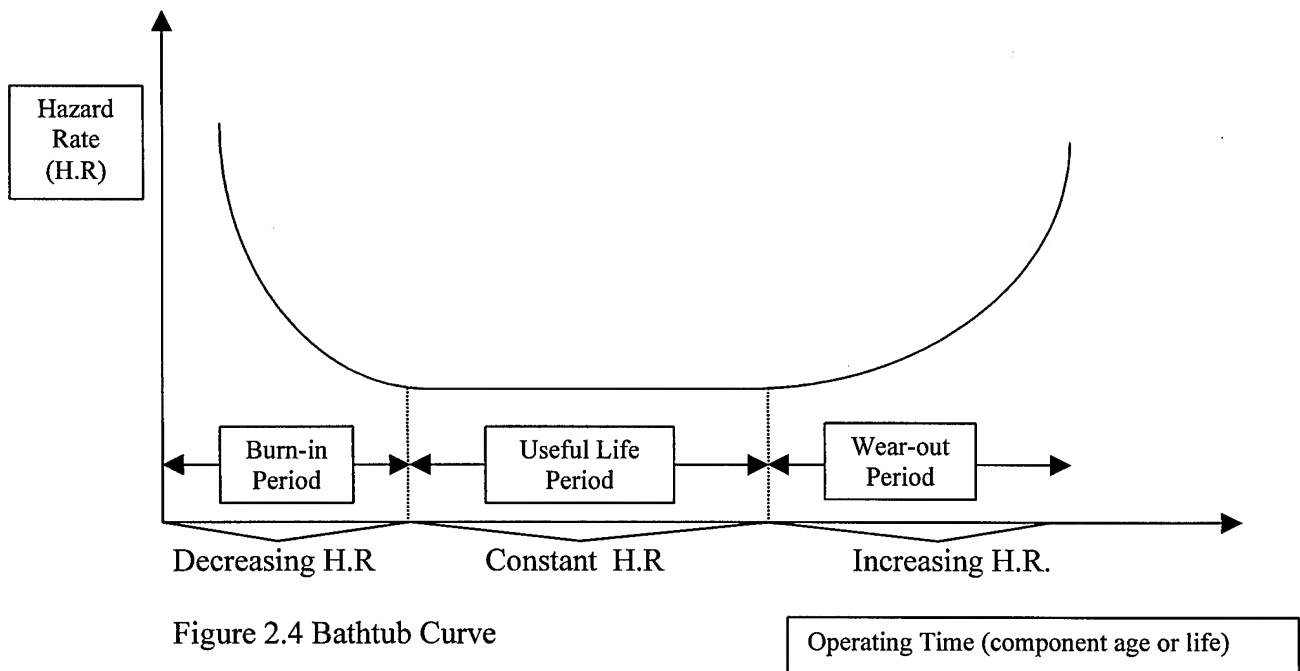 Hazard
Rate
(H.R)
Burn-in
Period
Useful Life
Period
Wear-out
Period
Decreasing H.R
Constant H.R
Increasing H.R.
Figure 2.4 Bathtub Curve
Operating Time (component age or life)